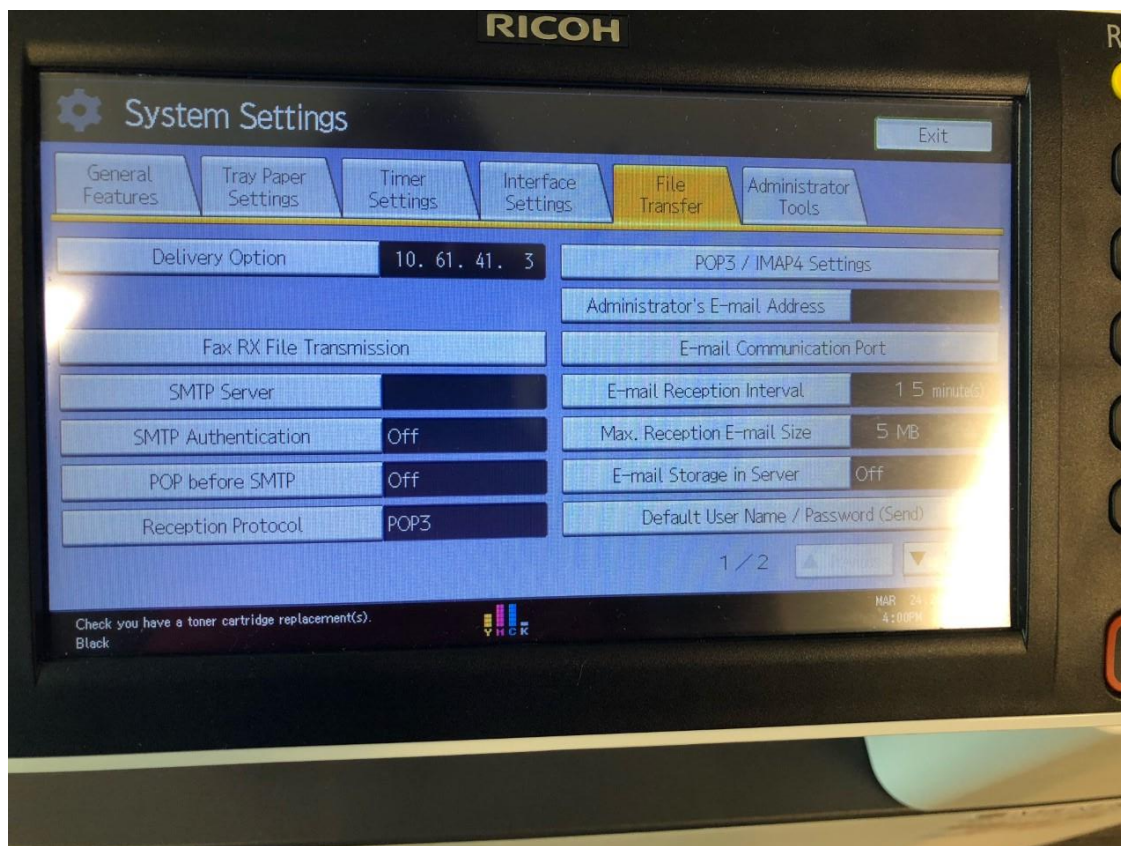 RICOH
R
System Settings
Exit
General
Features
Tray Paper
Settings
Timer
Settings
Interface
Settings
File
Transfer
Administrator
Tools
Delivery Option 10. 61. 41. 3
Fax RX File Transmission
SMTP Server
SMTP Authentication Off
POP before SMTP Off
Reception Protocol POP3
POP3 / IMAP4 Settings
Administrator's E-mail Address
E-mail Communication Port
E-mail Reception Interval 15 minute(s)
Max. Reception E-mail Size 5 MB
E-mail Storage in Server Off
Default User Name / Password (Send)
1/2
Check you have a toner cartridge replacement(s).
Black
Y M C K
MAR 24
4:00PM